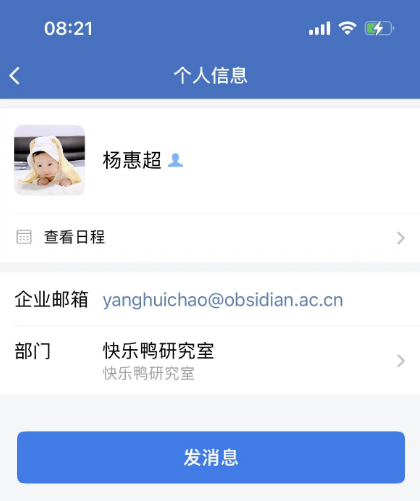 08:21
个人信息
杨惠超
查看日程
企业邮箱 yanghuichao@obsidian.ac.cn
部门 快乐鸭研究室
快乐鸭研究室
发消息